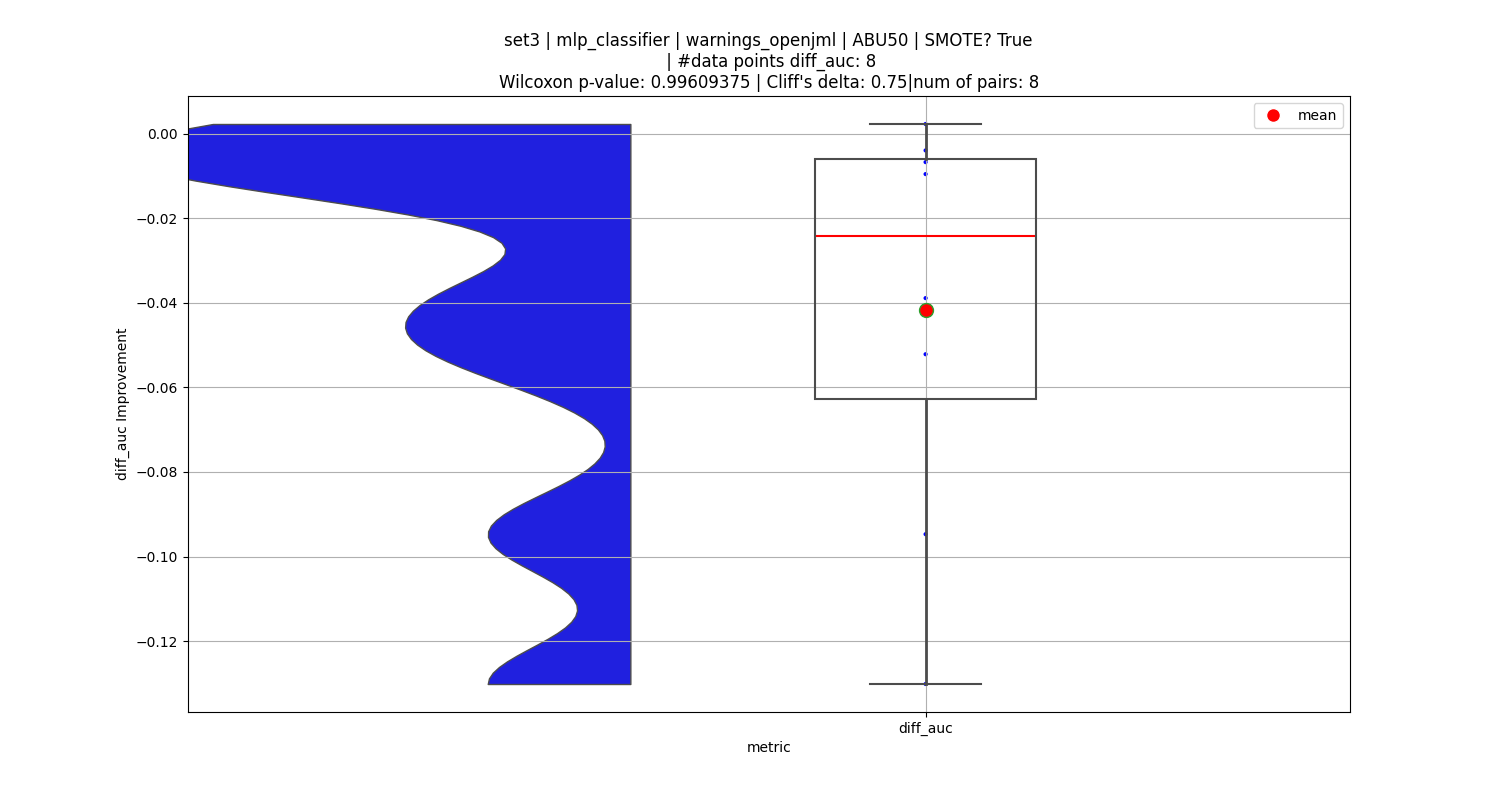 set3 | mlp_classifier | warnings_openjml | ABU50 | SMOTE? True
| #data points diff_auc: 8
Wilcoxon p-value: 0.99609375 | Cliff's delta: 0.75|num of pairs: 8
mean
0.00
−0.02
−0.04
−0.06
−0.08
−0.10
−0.12
diff_auc Improvement
diff_auc
metric